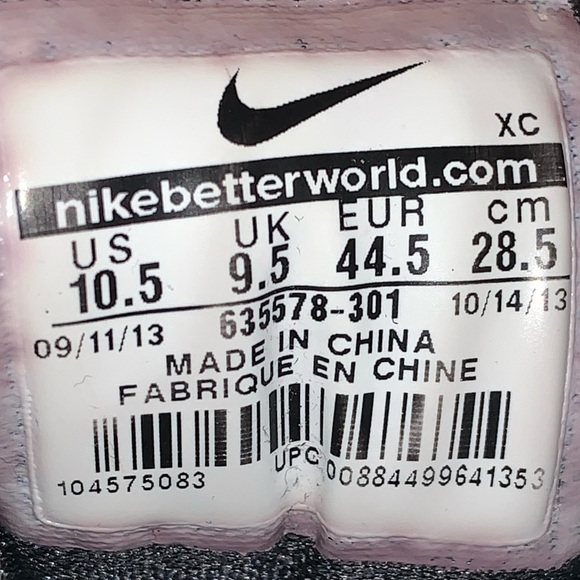 XC
nikebetterworld.com
US UK EUR cm
10.5 9.5 44.5 28.5
09/11/13 635578-301 10/14/13
MADE IN CHINA
FABRIQUE EN CHINE
104575083 UPC 00884499641353